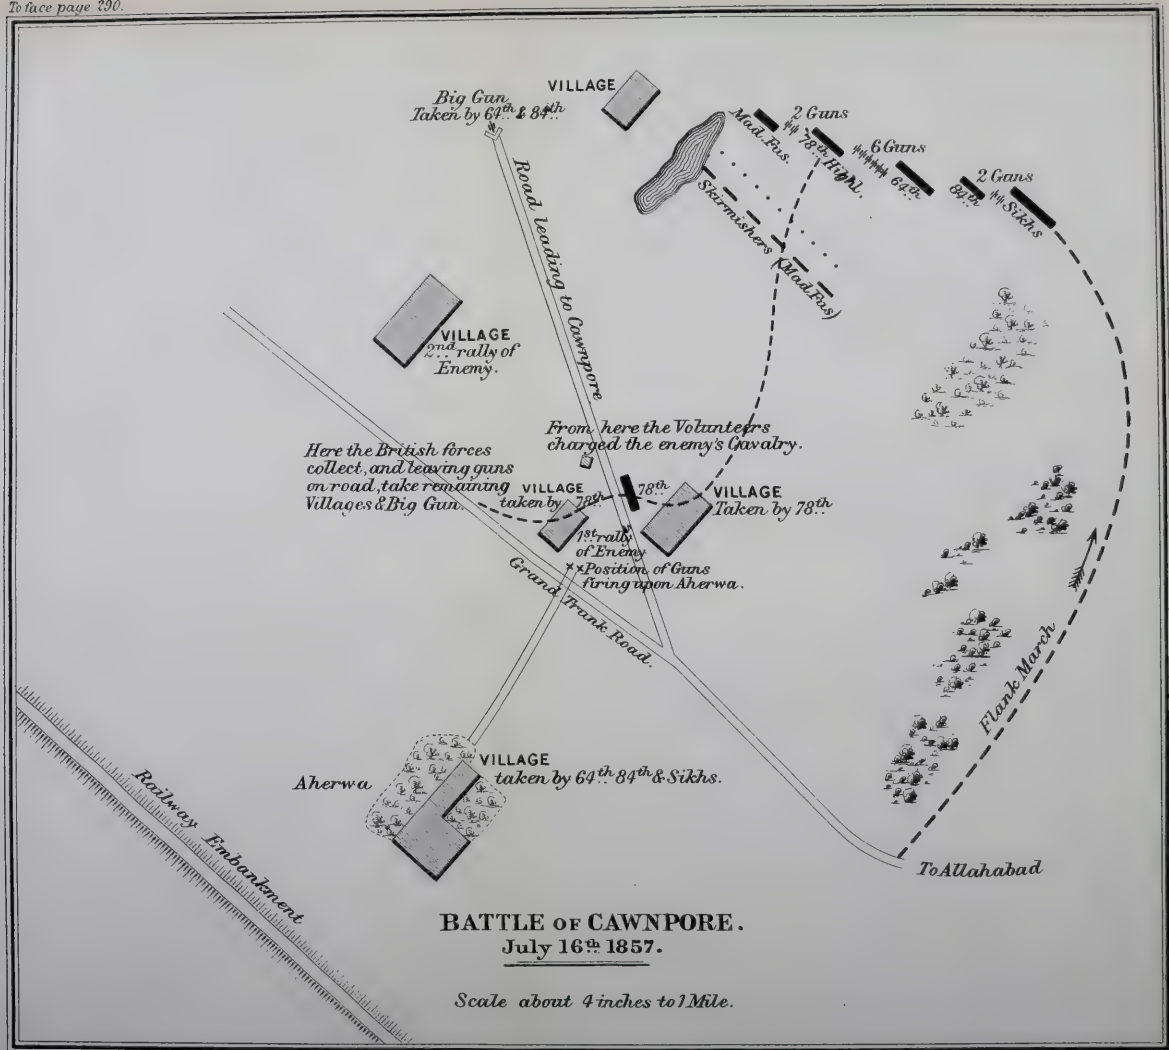 To face page 290.
Big Gun
Taken by 64th & 84th
VILLAGE
Mad. Fus.
2 Guns
78th Highl.
6 Guns
64th
84th
2 Guns
Sikhs
Skirmishers (Mad Fus)
Road leading to Cawnpore
VILLAGE
2nd rally of
Enemy.
From here the Volunteers
charged the enemy's Cavalry.
Here the British forces
collect, and leaving guns
on road, take remaining
Villages & Big Gun.
VILLAGE
taken by 78th
78th
VILLAGE
Taken by 78th
1st rally
of Enemy
Position of Guns
firing upon Aherwa.
Grand Trunk Road.
Flank March
Aherwa
VILLAGE
taken by 64th 84th & Sikhs.
Railway Embankment
To Allahabad
BATTLE OF CAWNPORE.
July 16th 1857.
Scale about 4 inches to 1 Mile.